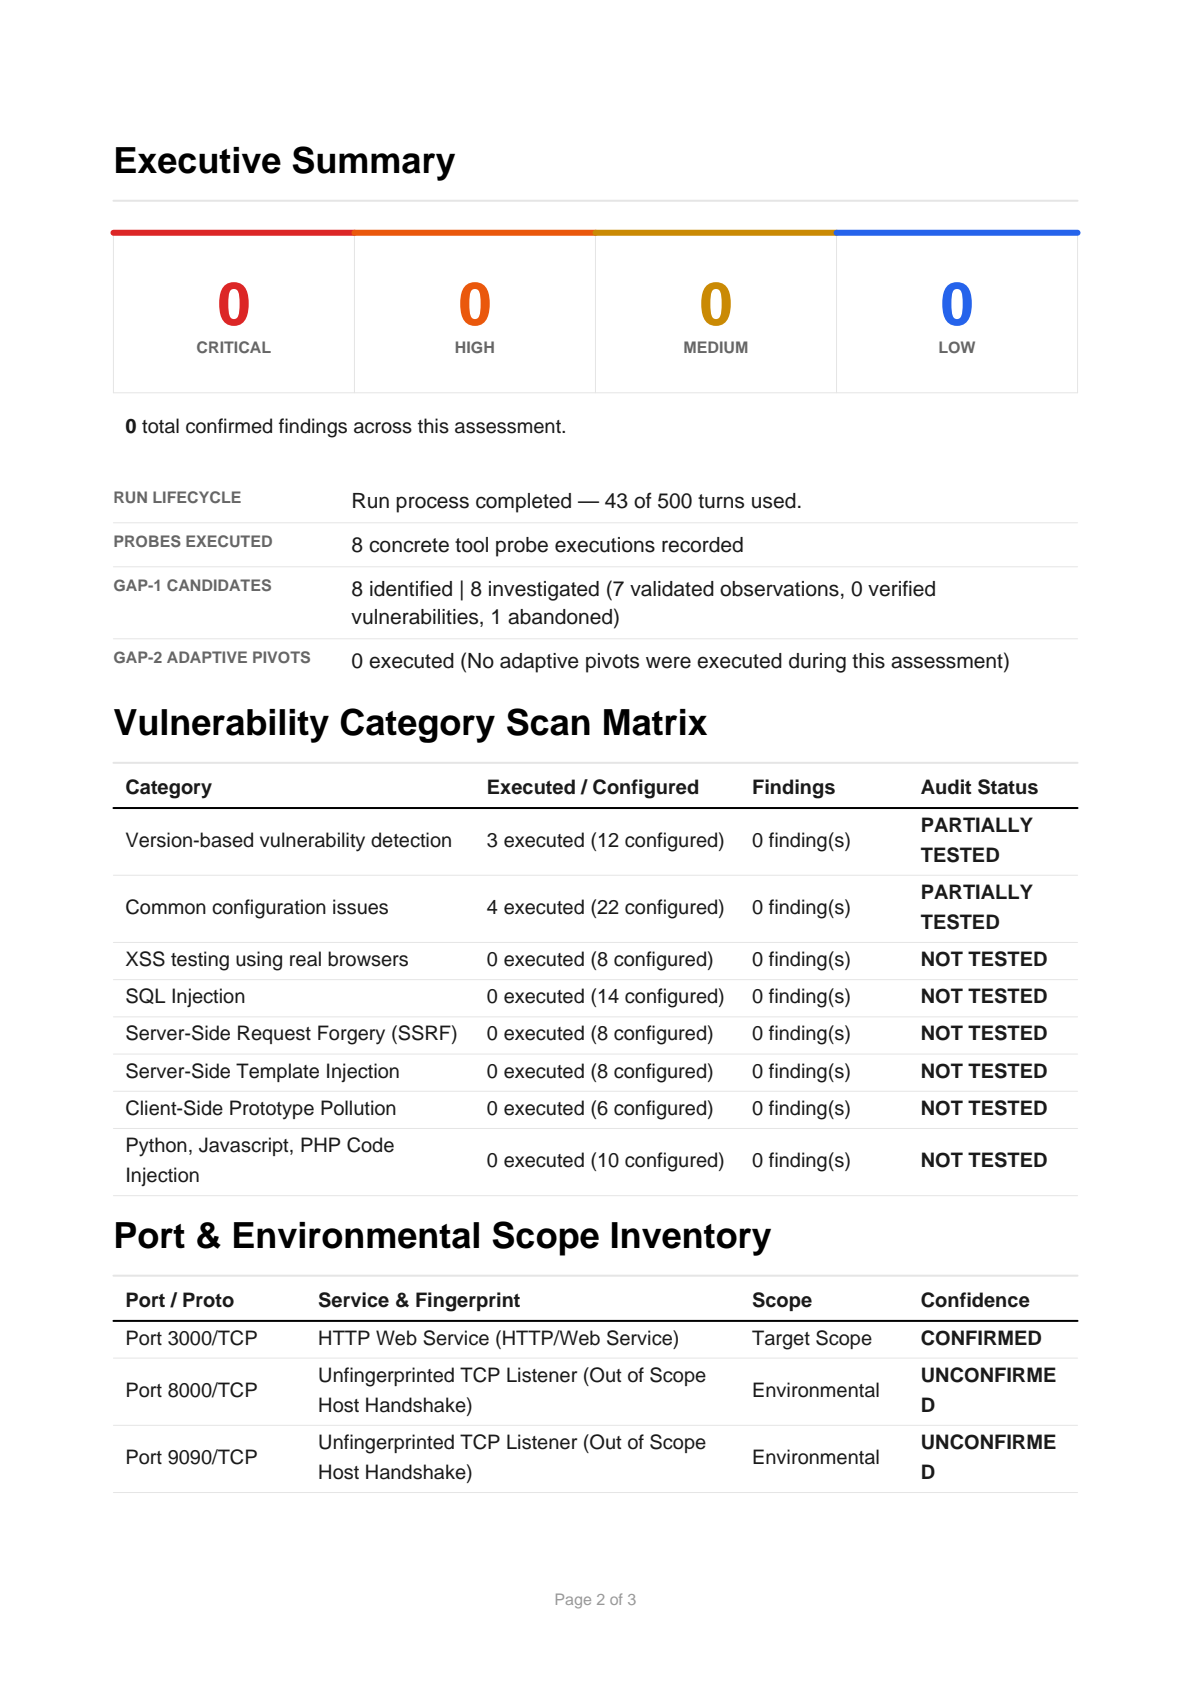 Executive Summary
0
CRITICAL
0
HIGH
0
MEDIUM
0
LOW
0 total confirmed findings across this assessment.
RUN LIFECYCLE
Run process completed — 43 of 500 turns used.
PROBES EXECUTED
8 concrete tool probe executions recorded
GAP-1 CANDIDATES
8 identified | 8 investigated (7 validated observations, 0 verified
vulnerabilities, 1 abandoned)
GAP-2 ADAPTIVE PIVOTS
0 executed (No adaptive pivots were executed during this assessment)
Vulnerability Category Scan Matrix
Category Executed / Configured Findings Audit Status
Version-based vulnerability detection 3 executed (12 configured) 0 finding(s) PARTIALLY
TESTED
Common configuration issues 4 executed (22 configured) 0 finding(s) PARTIALLY
TESTED
XSS testing using real browsers 0 executed (8 configured) 0 finding(s) NOT TESTED
SQL Injection 0 executed (14 configured) 0 finding(s) NOT TESTED
Server-Side Request Forgery (SSRF) 0 executed (8 configured) 0 finding(s) NOT TESTED
Server-Side Template Injection 0 executed (8 configured) 0 finding(s) NOT TESTED
Client-Side Prototype Pollution 0 executed (6 configured) 0 finding(s) NOT TESTED
Python, Javascript, PHP Code
Injection 0 executed (10 configured) 0 finding(s) NOT TESTED
Port & Environmental Scope Inventory
Port / Proto Service & Fingerprint Scope Confidence
Port 3000/TCP HTTP Web Service (HTTP/Web Service) Target Scope CONFIRMED
Port 8000/TCP Unfingerprinted TCP Listener (Out of Scope
Host Handshake) Environmental UNCONFIRME
D
Port 9090/TCP Unfingerprinted TCP Listener (Out of Scope
Host Handshake) Environmental UNCONFIRME
D
Page 2 of 3